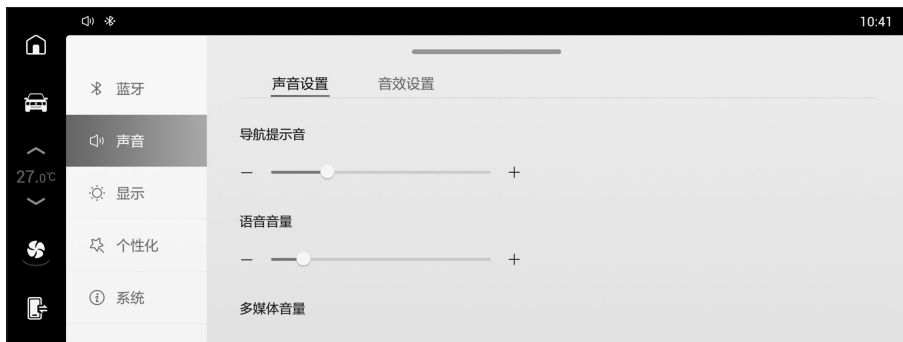 10:41
27.0℃
蓝牙
声音
显示
个性化
系统
声音设置 音效设置
导航提示音
语音音量
多媒体音量